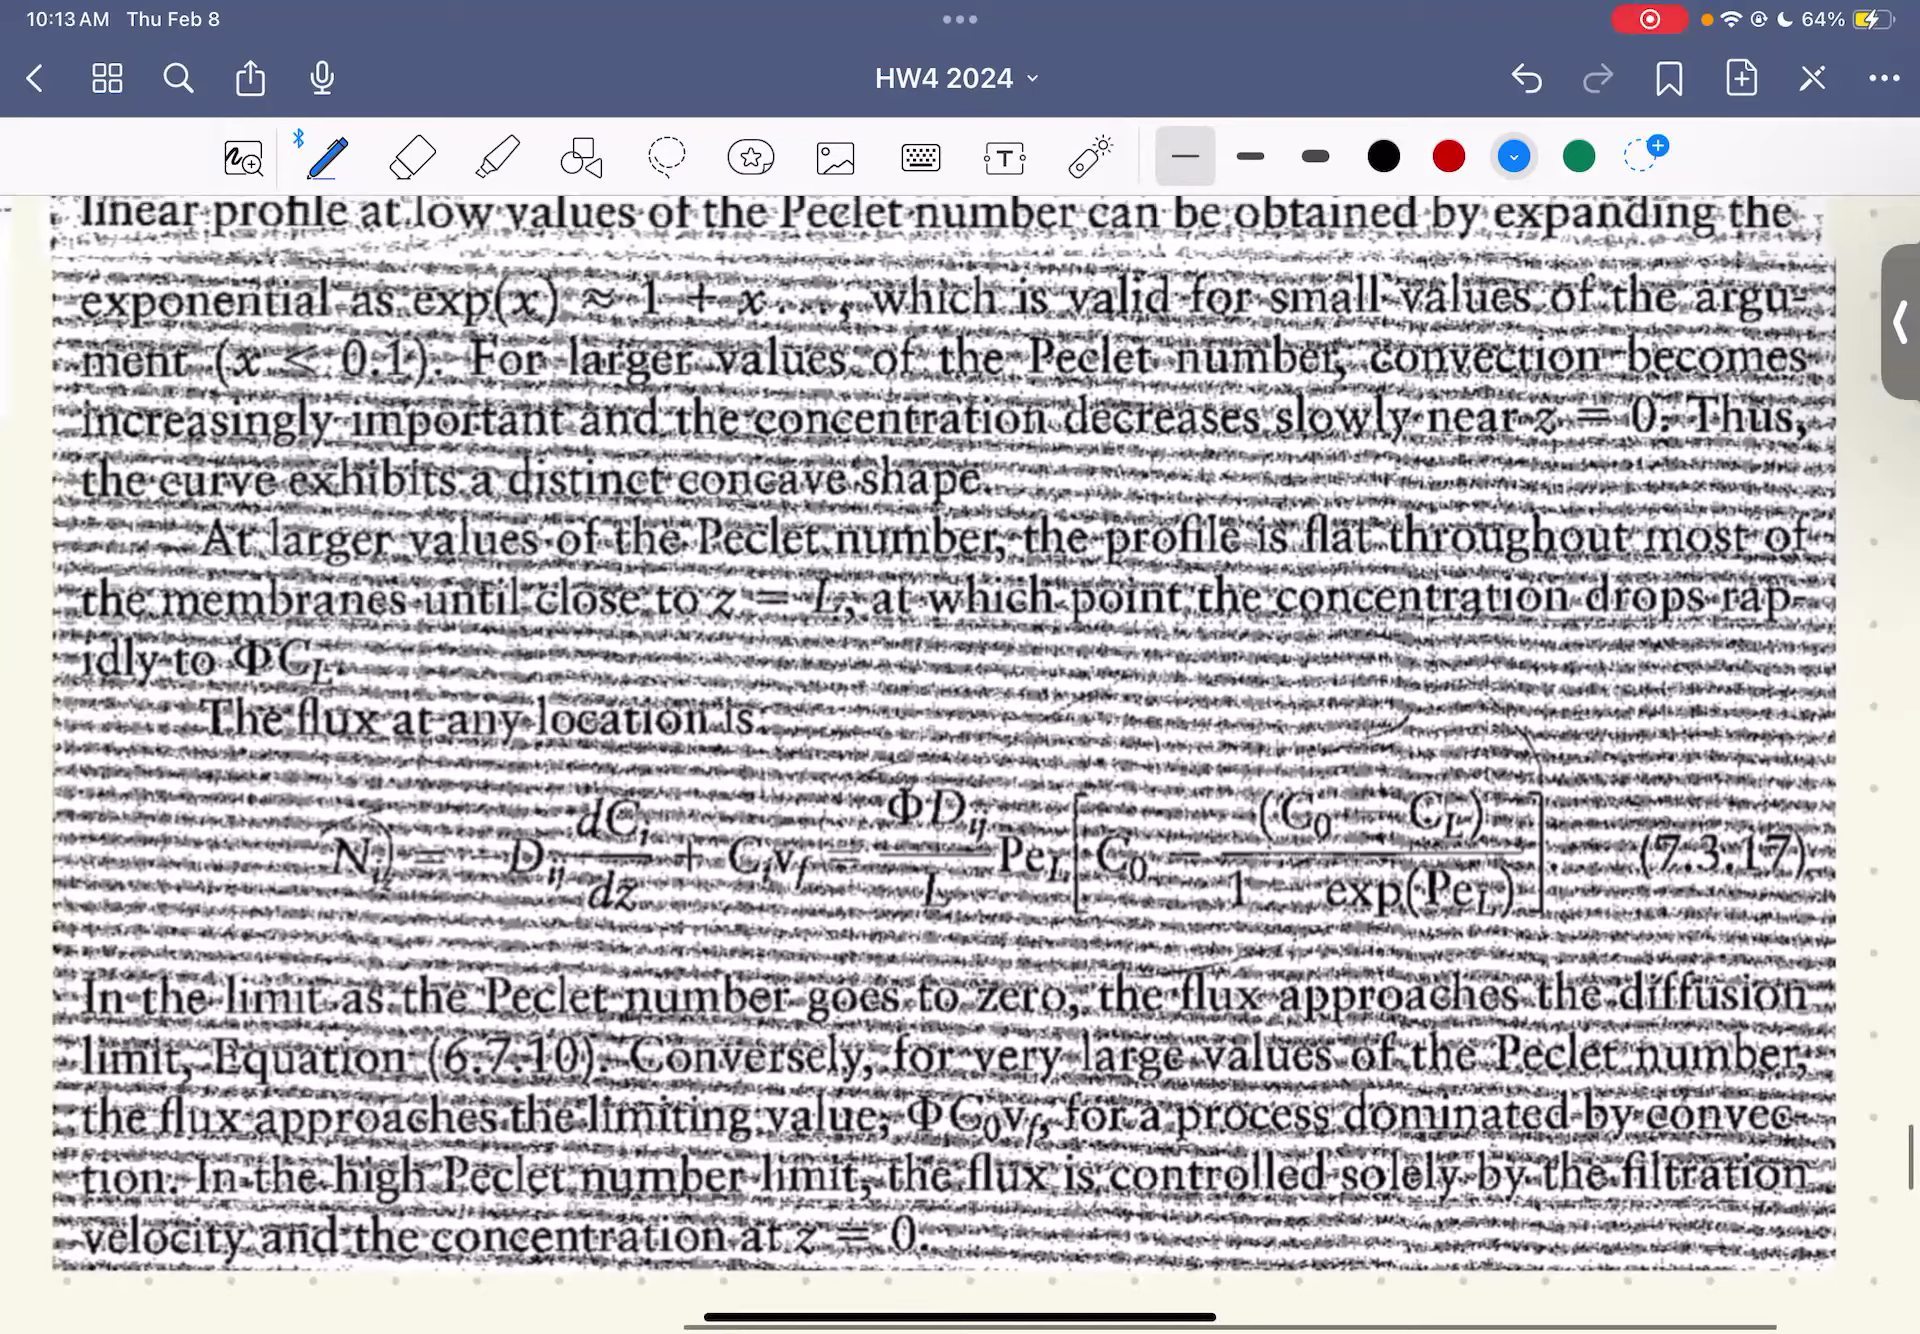 10:13 AM Thu Feb 8
64%
HW4 2024
T
linear profile at low values of the Peclet number can be obtained by expanding the
exponential as exp(x) ≈ 1 + x..., which is valid for small values of the argu-
ment (x < 0.1). For larger values of the Peclet number, convection becomes
increasingly important and the concentration decreases slowly near z = 0. Thus,
the curve exhibits a distinct concave shape.
At larger values of the Peclet number, the profile is flat throughout most of
the membranes until close to z = L, at which point the concentration drops rap-
idly to ΦC_L.
The flux at any location is
N_iz = −D_ij dC_i/dz + C_i v_f = ΦD_ij/L Pe_L [C_0 − (C_0 − C_L)/(1 − exp(Pe_L))]. (7.3.17)
In the limit as the Peclet number goes to zero, the flux approaches the diffusion
limit, Equation (6.7.10). Conversely, for very large values of the Peclet number,
the flux approaches the limiting value, ΦC_0v_f, for a process dominated by convec-
tion. In the high Peclet number limit, the flux is controlled solely by the filtration
velocity and the concentration at z = 0.